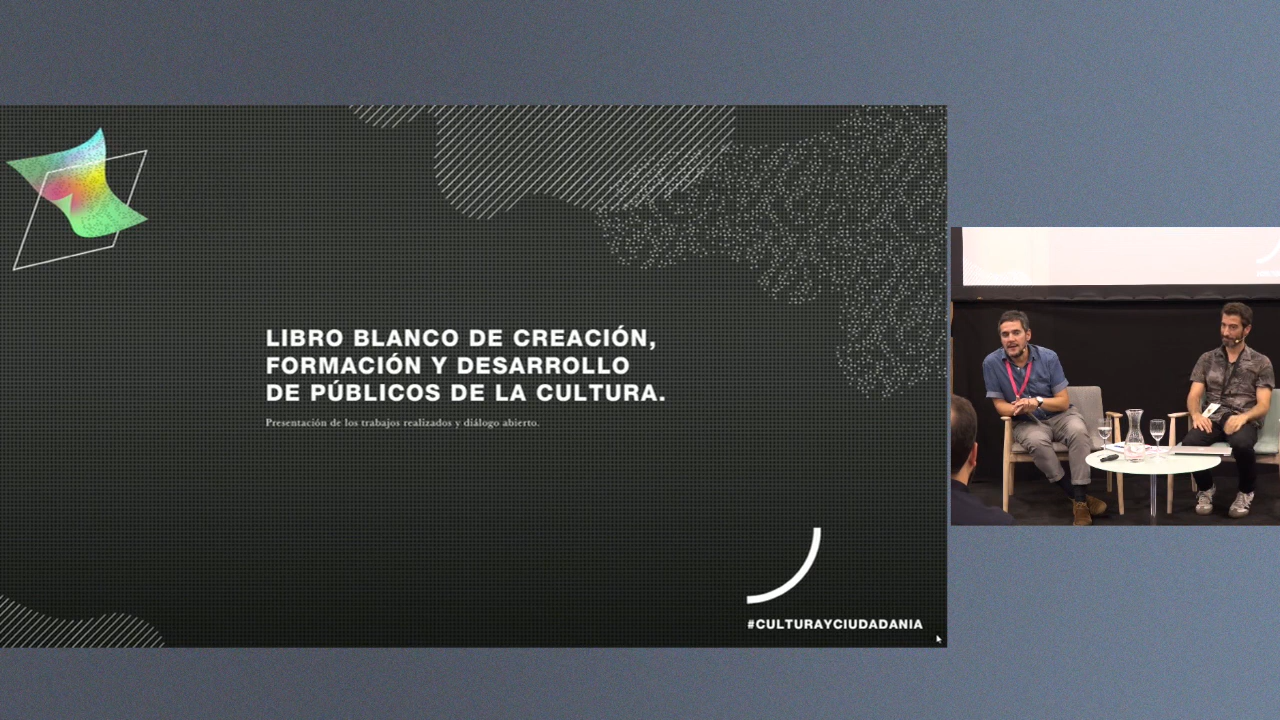 LIBRO BLANCO DE CREACIÓN,
FORMACIÓN Y DESARROLLO
DE PÚBLICOS DE LA CULTURA.
Presentación de los trabajos realizados y diálogo abierto.
#CULTURAYCIUDADANIA